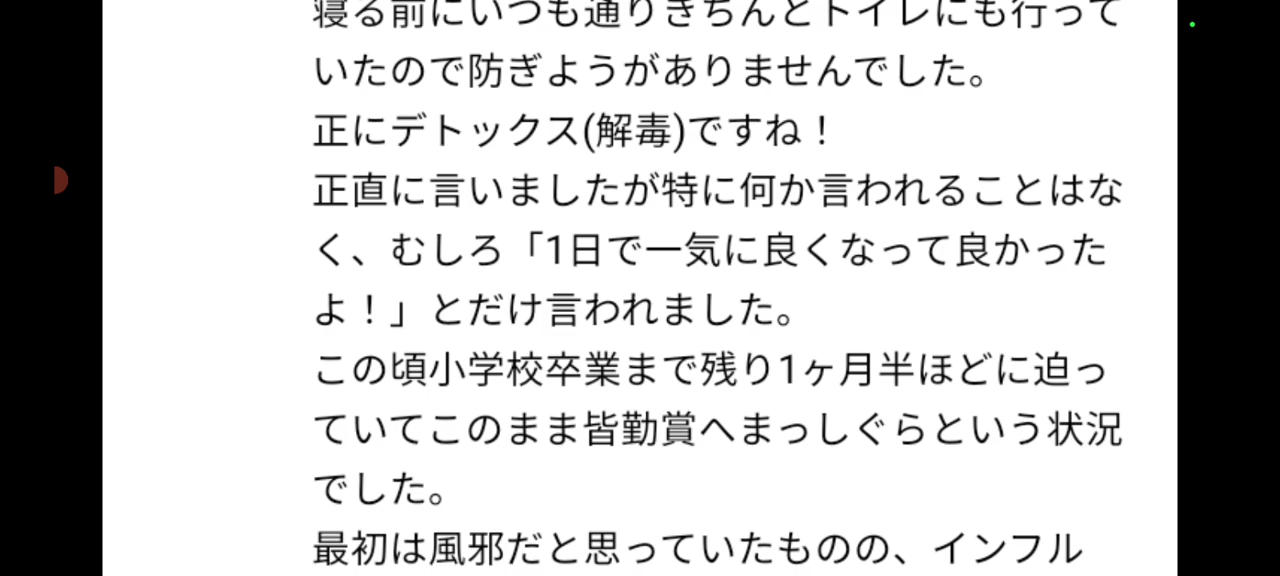 寝る前にいつも通りきちんとトイレにも行って
いたので防ぎようがありませんでした。
正にデトックス(解毒)ですね！
正直に言いましたが特に何か言われることはな
く、むしろ「1日で一気に良くなって良かった
よ！」とだけ言われました。
この頃小学校卒業まで残り1ヶ月半ほどに迫っ
ていてこのまま皆勤賞へまっしぐらという状況
でした。
最初は風邪だと思っていたものの、インフル